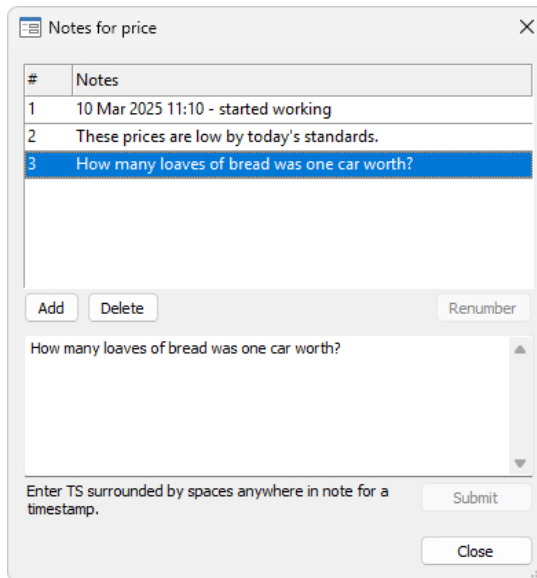 Notes for price
# Notes
1 10 Mar 2025 11:10 - started working
2 These prices are low by today's standards.
3 How many loaves of bread was one car worth?
Add Delete Renumber
How many loaves of bread was one car worth?
Enter TS surrounded by spaces anywhere in note for a
timestamp.
Submit
Close